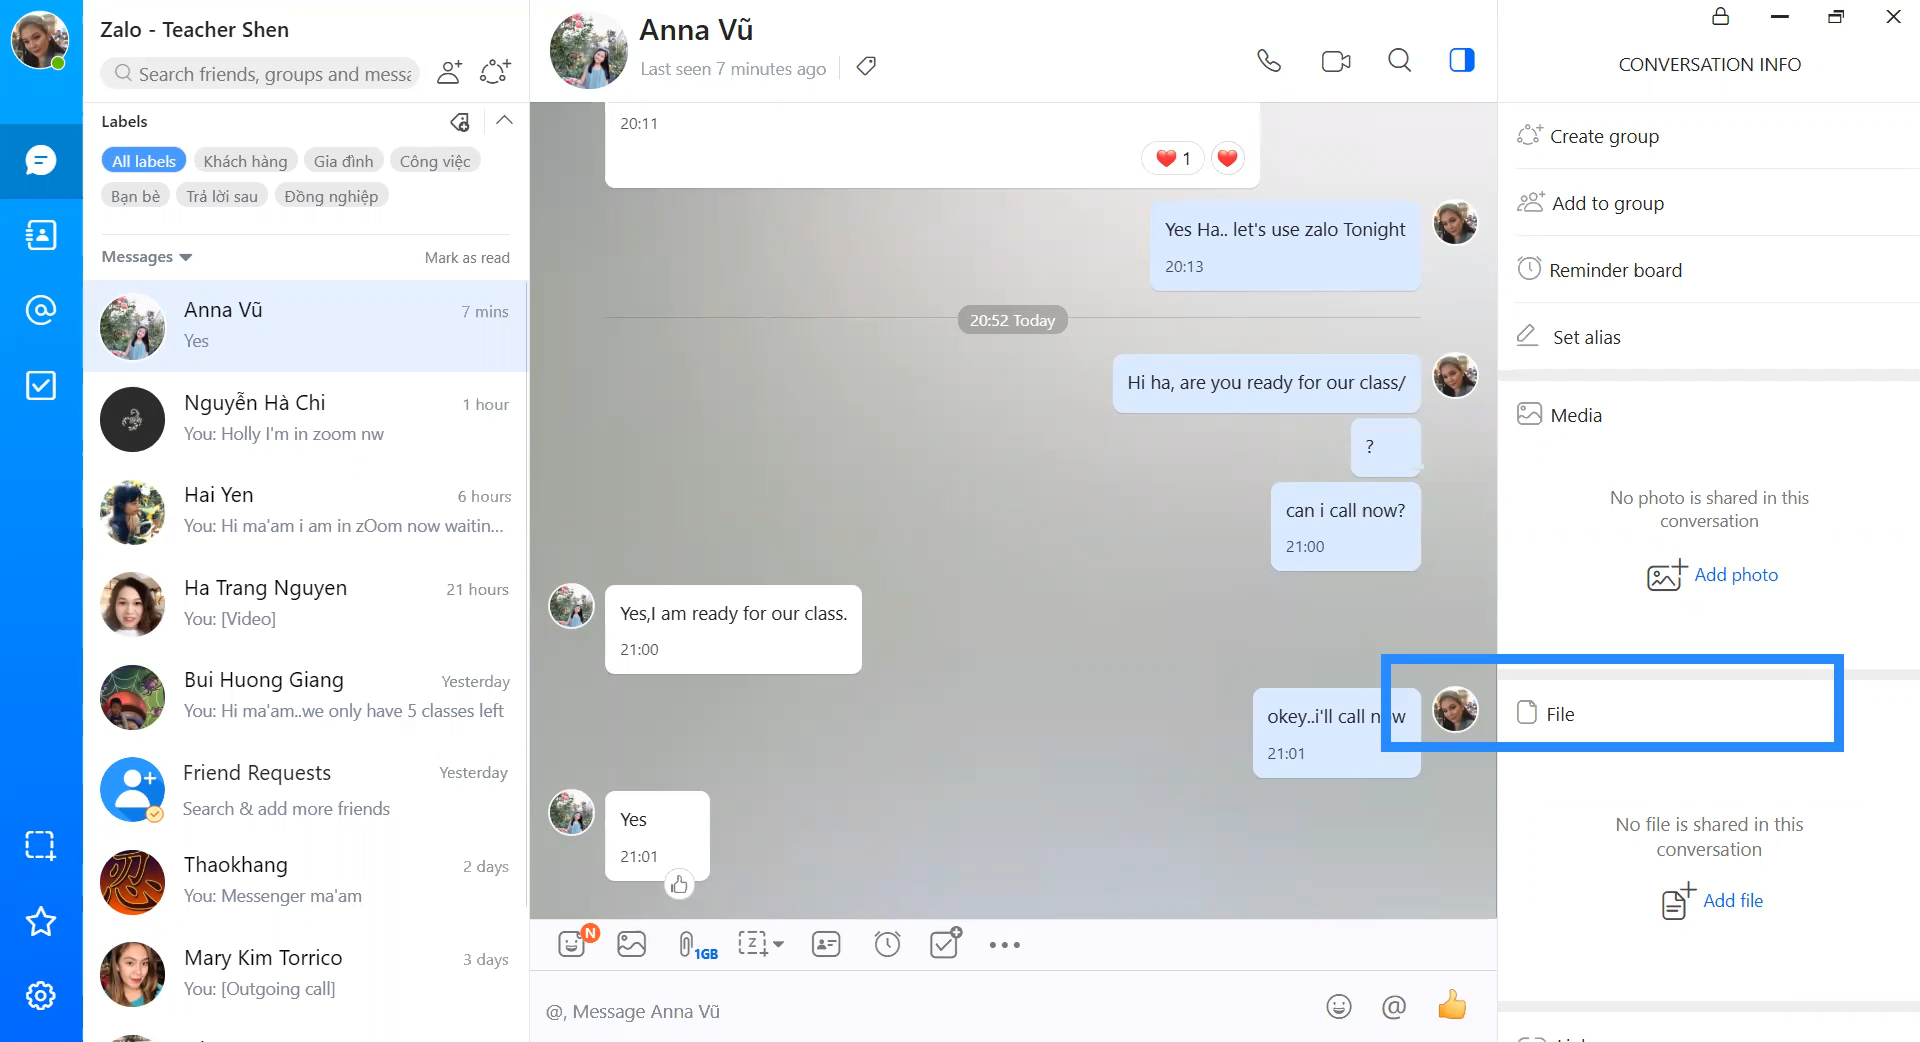 Zalo - Teacher Shen
Search friends, groups and messa
Labels
All labels Khách hàng Gia đình Công việc
Bạn bè Trả lời sau Đồng nghiệp
Messages Mark as read
Anna Vũ 7 mins
Yes
Nguyễn Hà Chi 1 hour
You: Holly I'm in zoom nw
Hai Yen 6 hours
You: Hi ma'am i am in zOom now waitin...
Ha Trang Nguyen 21 hours
You: [Video]
Bui Huong Giang Yesterday
You: Hi ma'am..we only have 5 classes left
Friend Requests Yesterday
Search & add more friends
Thaokhang 2 days
You: Messenger ma'am
Mary Kim Torrico 3 days
You: [Outgoing call]
Anna Vũ
Last seen 7 minutes ago
20:11
1
Yes Ha.. let's use zalo Tonight
20:13
20:52 Today
Hi ha, are you ready for our class/
?
can i call now?
21:00
Yes,I am ready for our class.
21:00
okey..i'll call now
21:01
Yes
21:01
N
1GB
Z
@, Message Anna Vũ
CONVERSATION INFO
Create group
Add to group
Reminder board
Set alias
Media
No photo is shared in this
conversation
Add photo
File
No file is shared in this
conversation
Add file